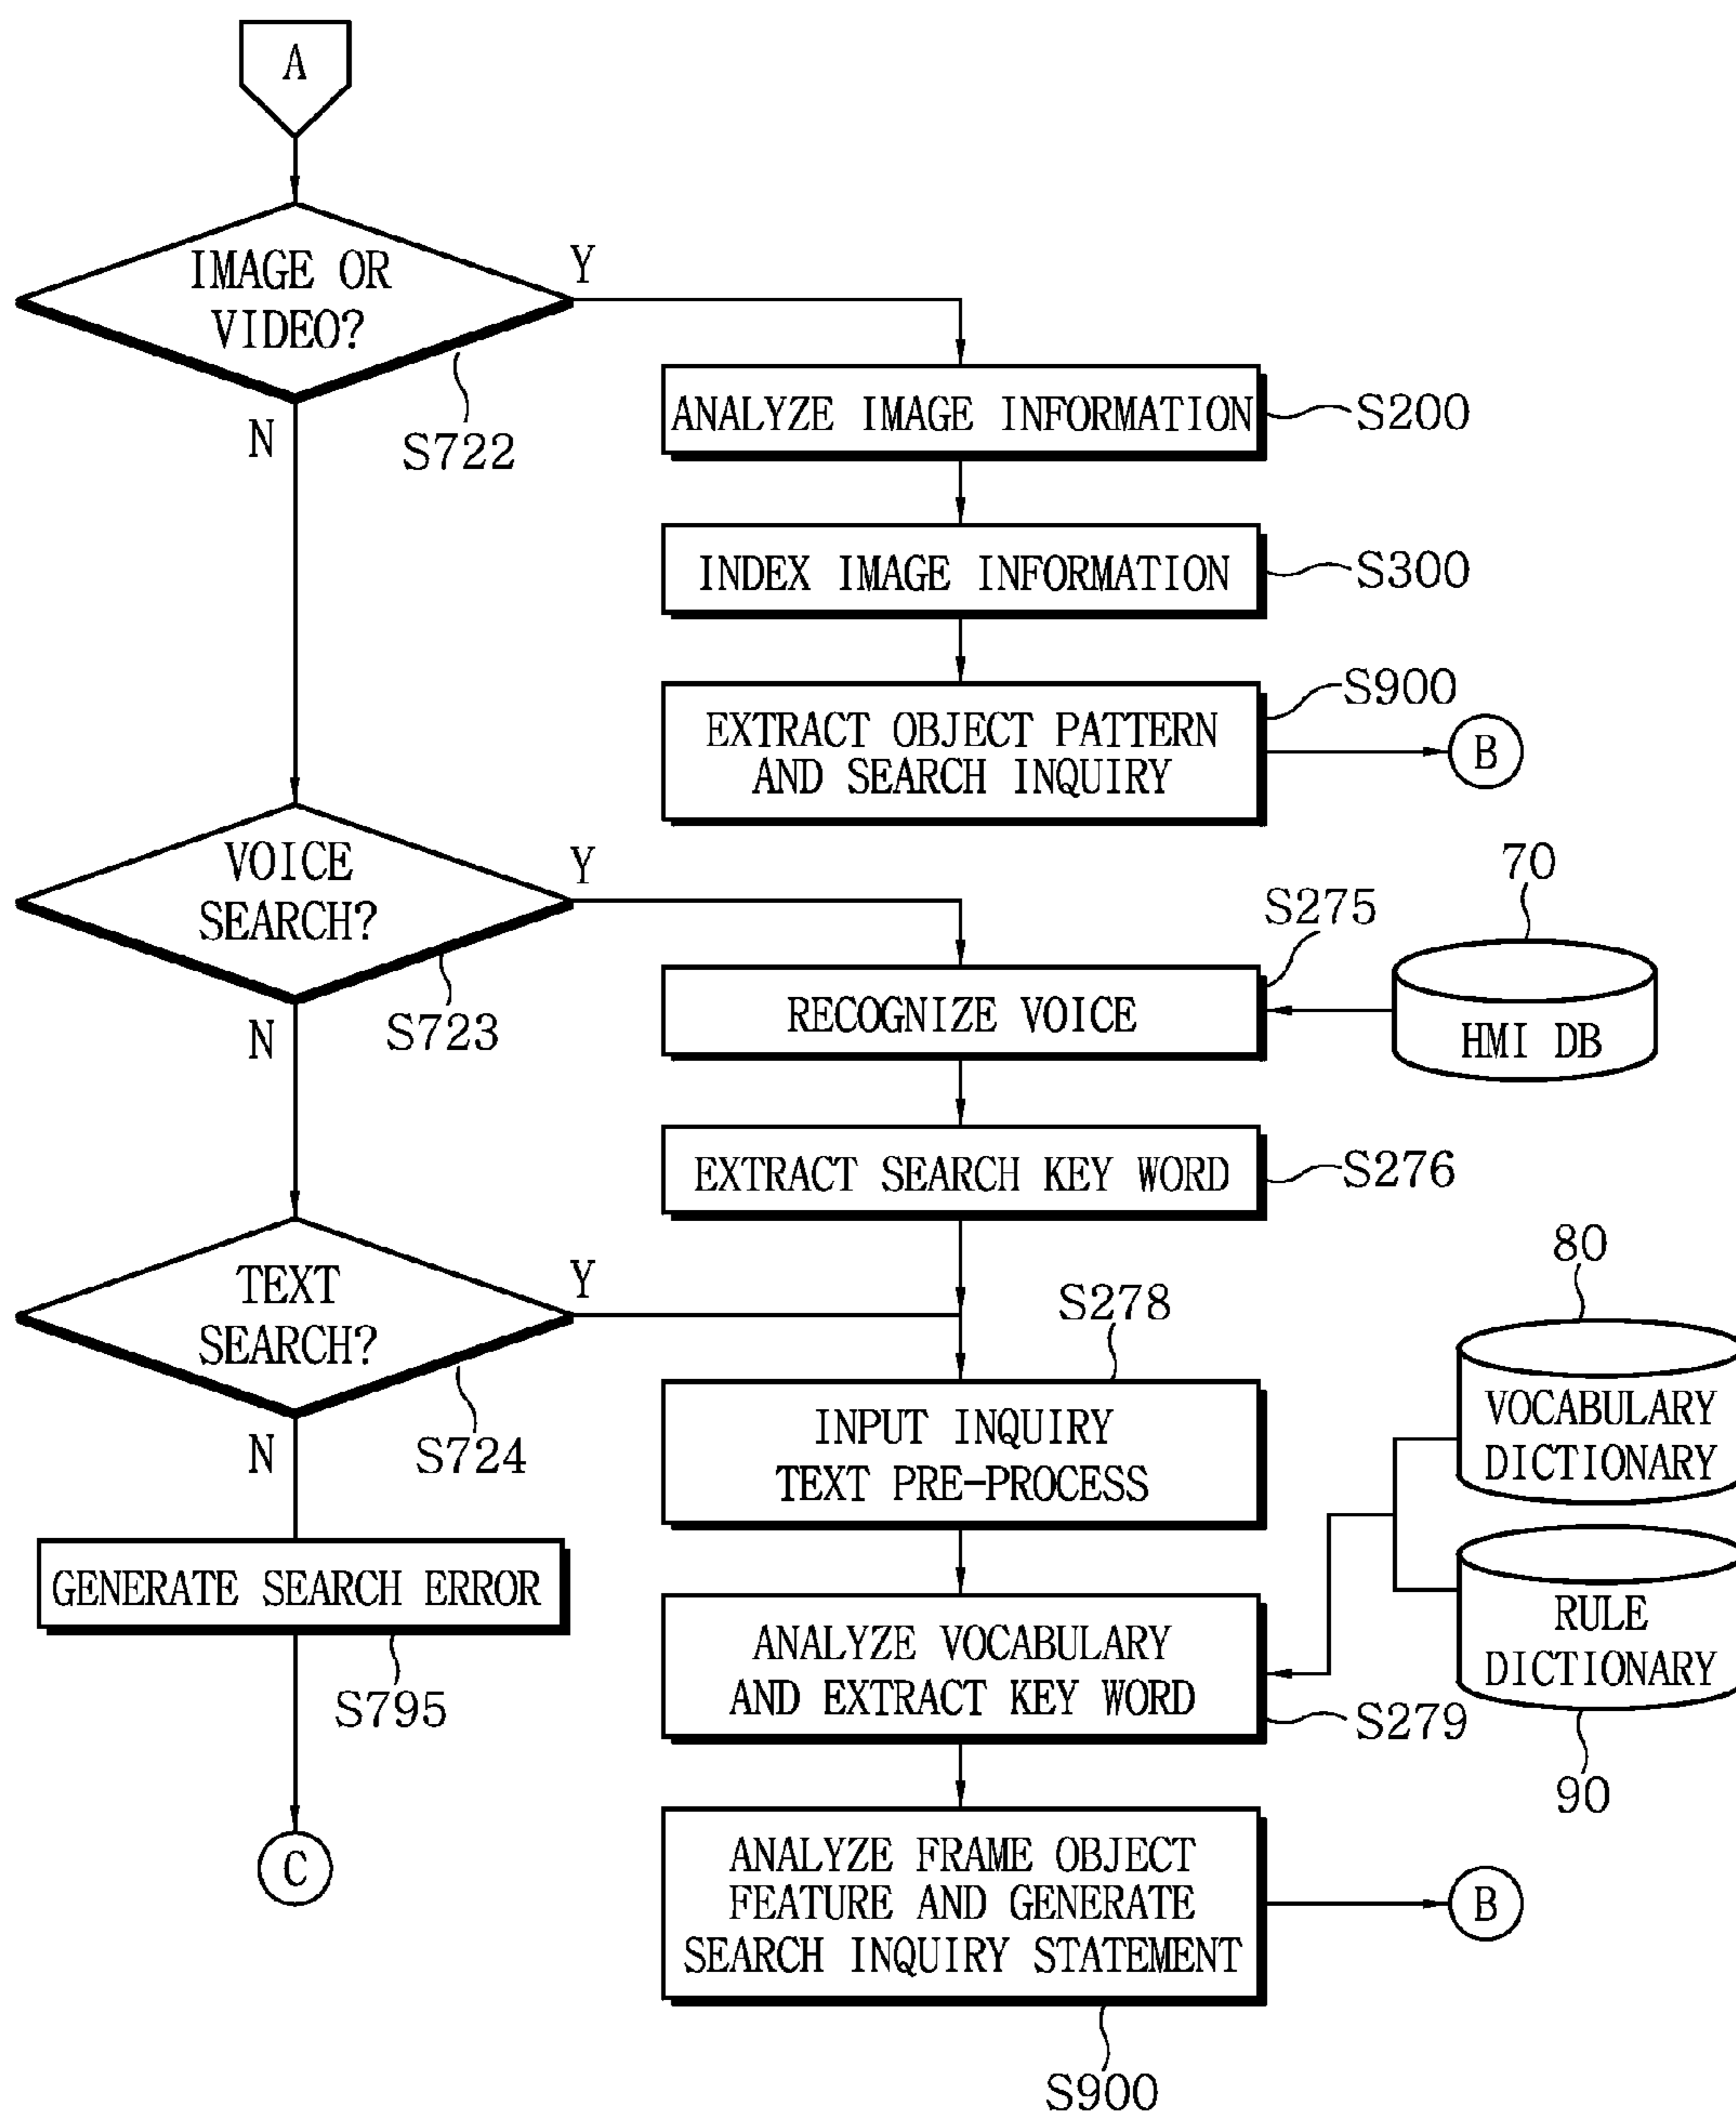 A
IMAGE OR
VIDEO?
Y
N
S722
ANALYZE IMAGE INFORMATION
S200
INDEX IMAGE INFORMATION
S300
EXTRACT OBJECT PATTERN
AND SEARCH INQUIRY
S900
B
VOICE
SEARCH?
Y
N
S723
RECOGNIZE VOICE
S275
70
HMI DB
EXTRACT SEARCH KEY WORD
S276
TEXT
SEARCH?
Y
N
S724
S278
INPUT INQUIRY
TEXT PRE-PROCESS
80
VOCABULARY
DICTIONARY
GENERATE SEARCH ERROR
S795
ANALYZE VOCABULARY
AND EXTRACT KEY WORD
S279
RULE
DICTIONARY
90
C
ANALYZE FRAME OBJECT
FEATURE AND GENERATE
SEARCH INQUIRY STATEMENT
B
S900